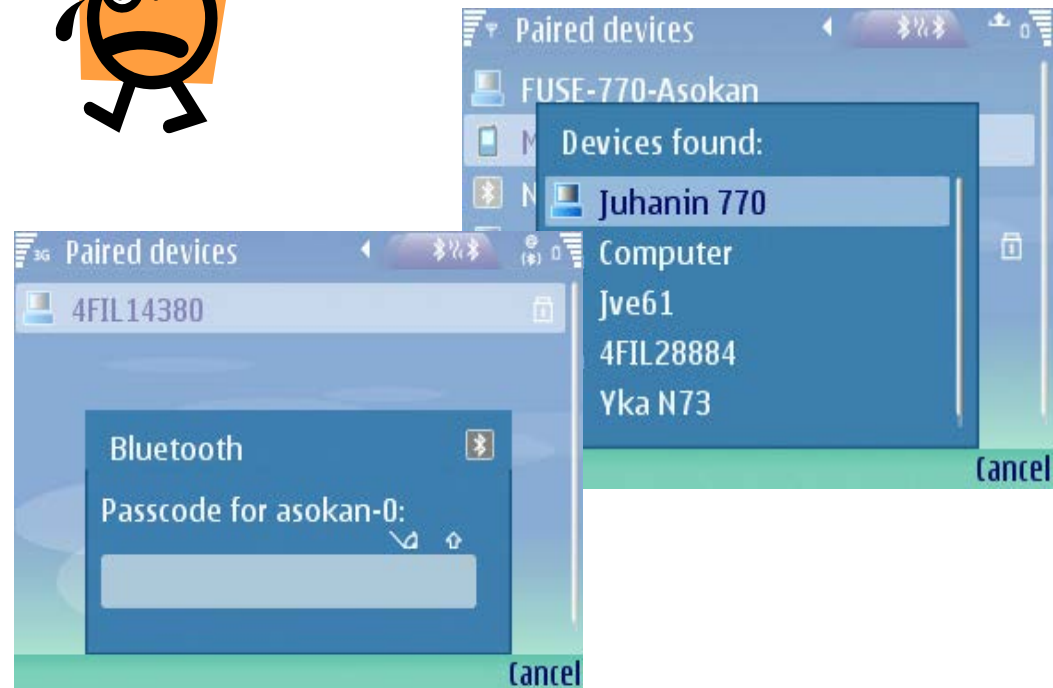 Paired devices
FUSE-770-Asokan
M
Devices found:
N
Juhanin 770
Computer
Jve61
4FIL28884
Yka N73
Cancel
3G Paired devices
4FIL14380
Bluetooth
Passcode for asokan-0:
Cancel